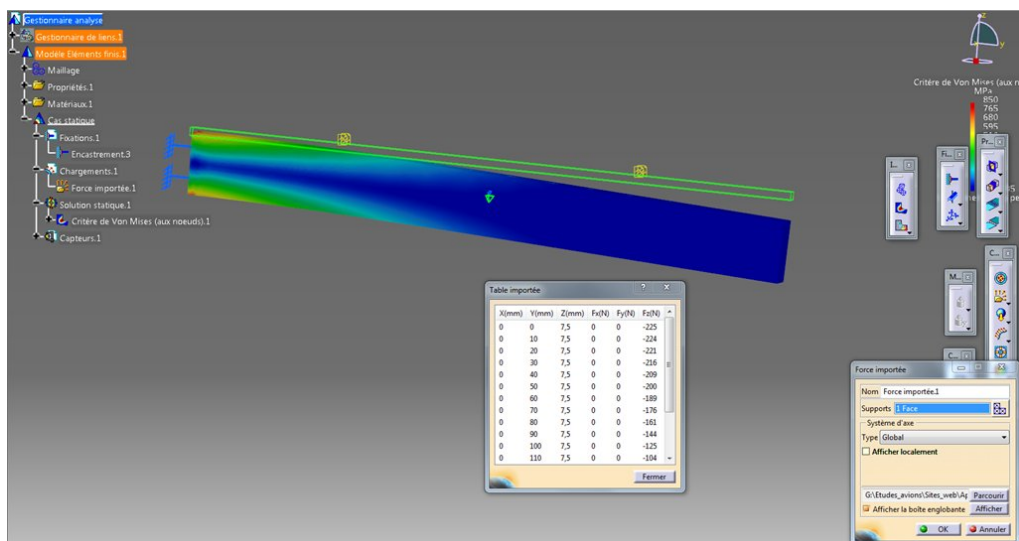 Gestionnaire analyse
Gestionnaire de liens.1
Modèle Eléments finis.1
Maillage
Propriétés.1
Matériaux.1
Cas statique
Fixations.1
Encastrement.3
Chargements.1
Force importée.1
Solution statique.1
Critère de Von Mises (aux noeuds).1
Capteurs.1
z
y
Critère de Von Mises (aux n
MPa
850
765
680
595
Pr...
Fi...
I...
C...
M...
C...
Table importée
X(mm) Y(mm) Z(mm) Fx(N) Fy(N) Fz(N)
0 0 7,5 0 0 -225
0 10 7,5 0 0 -224
0 20 7,5 0 0 -221
0 30 7,5 0 0 -216
0 40 7,5 0 0 -209
0 50 7,5 0 0 -200
0 60 7,5 0 0 -189
0 70 7,5 0 0 -176
0 80 7,5 0 0 -161
0 90 7,5 0 0 -144
0 100 7,5 0 0 -125
0 110 7,5 0 0 -104
Fermer
Force importée
Nom Force importée.1
Supports 1 Face
Système d'axe
Type Global
Afficher localement
G:\Etudes_avions\Sites_web\Ap Parcourir
Afficher la boîte englobante Afficher
OK Annuler